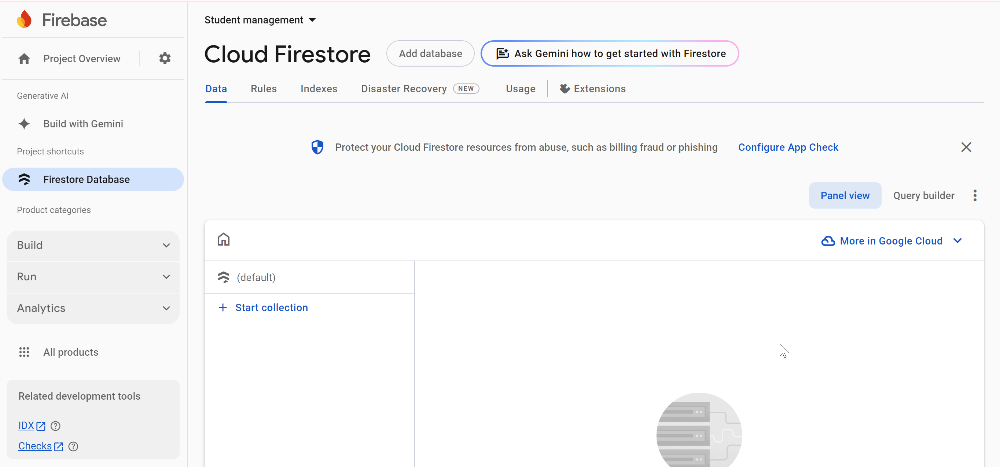 Firebase
Project Overview
Generative AI
Build with Gemini
Project shortcuts
Firestore Database
Product categories
Build
Run
Analytics
All products
Related development tools
IDX
Checks
Student management
Cloud Firestore
Add database
Ask Gemini how to get started with Firestore
Data Rules Indexes Disaster Recovery NEW Usage Extensions
Protect your Cloud Firestore resources from abuse, such as billing fraud or phishing Configure App Check
Panel view Query builder
More in Google Cloud
(default)
+ Start collection